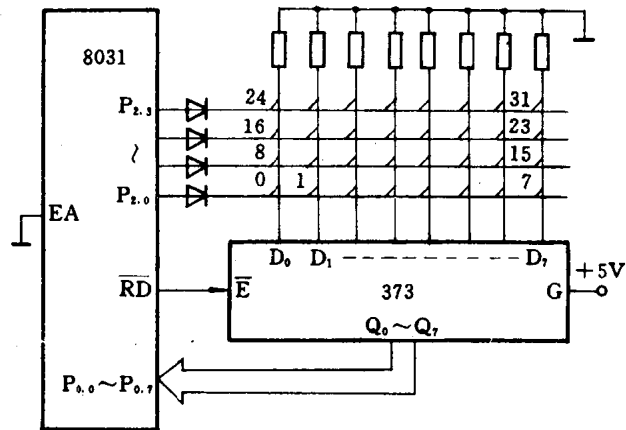 8031
P2.3
24
31
16
23
~
8
15
P2.0
0
1
7
EA
D0
D1
D7
+5V
RD
E
373
G
Q0~Q7
P0.0~P0.7